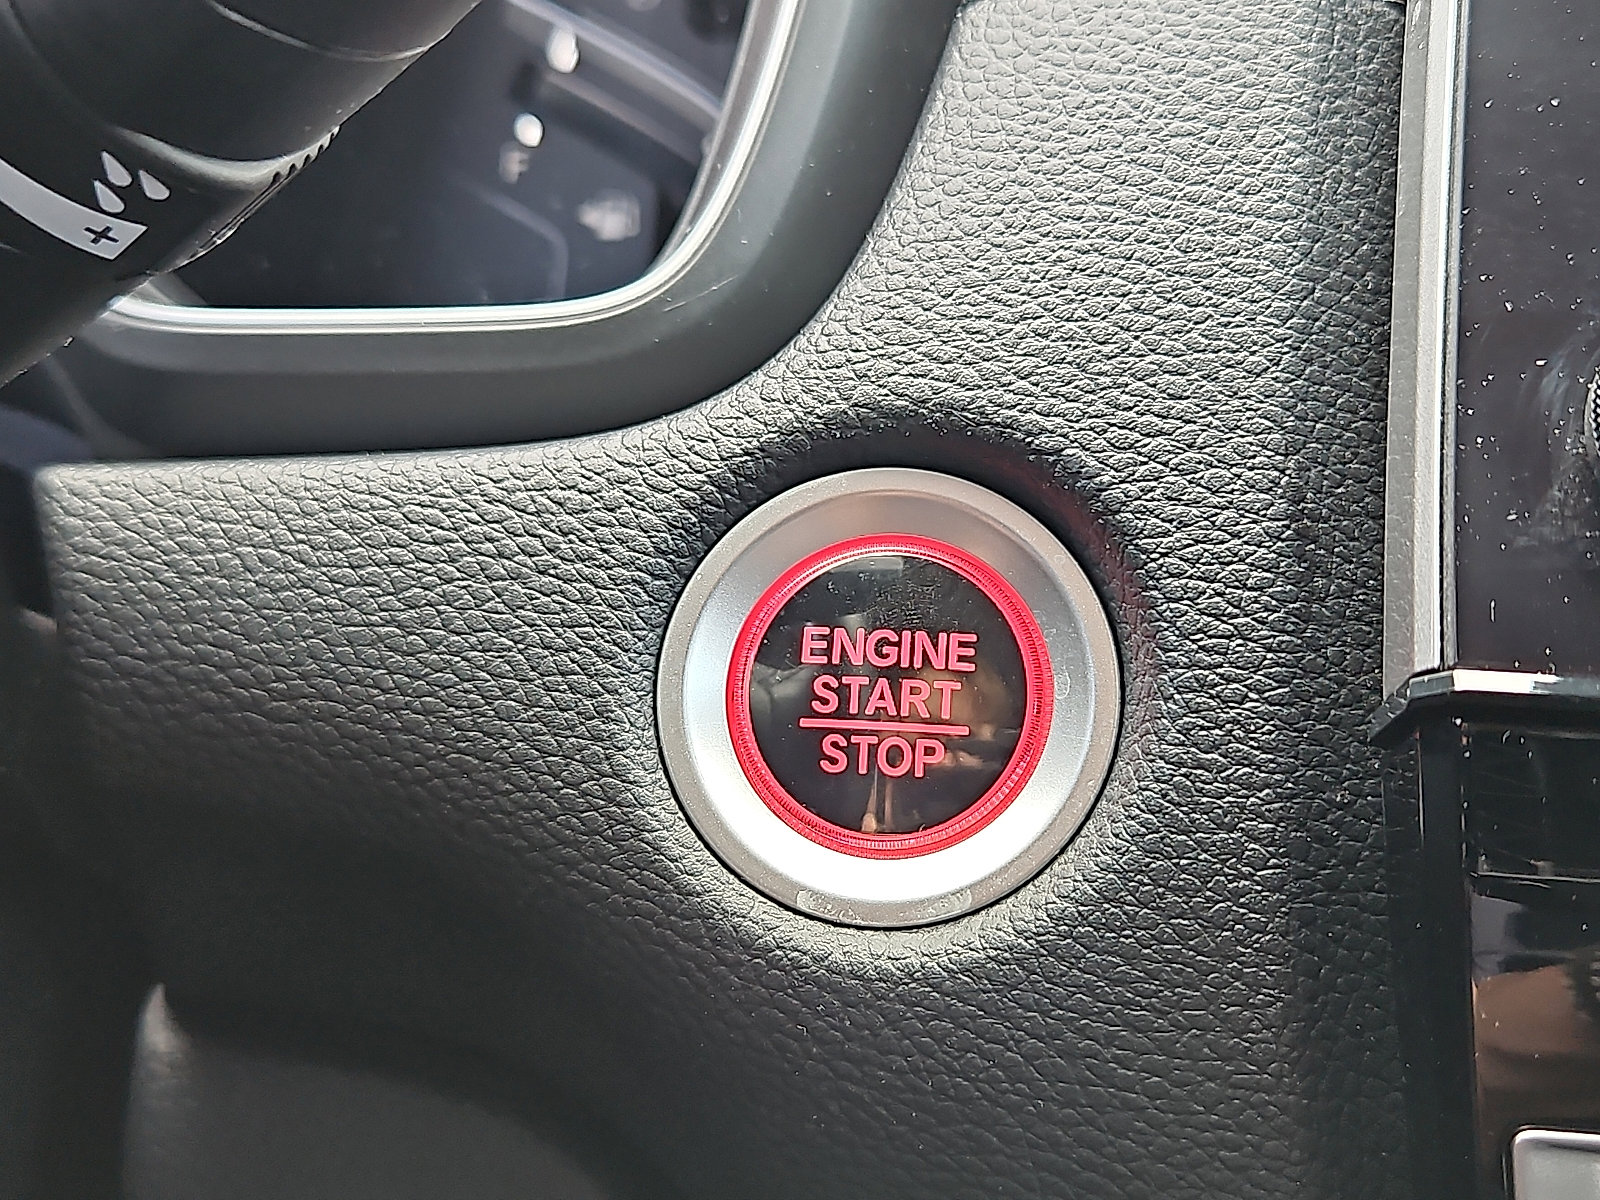 +
F
ENGINE
START
STOP